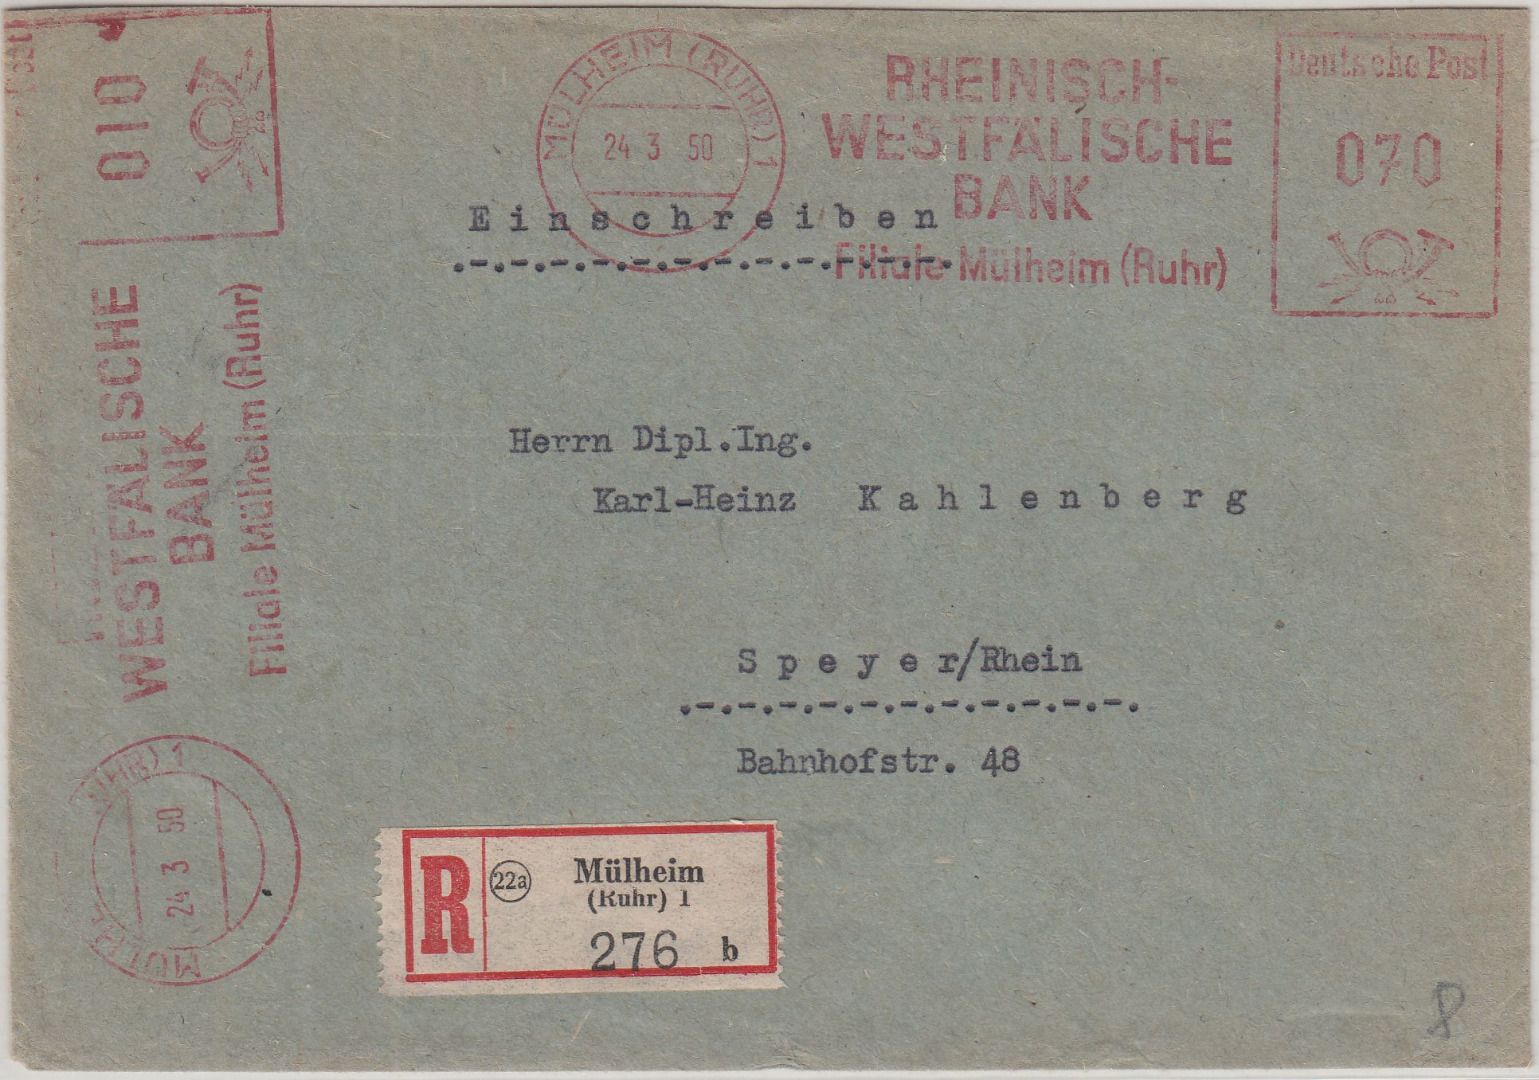 MÜLHEIM (RUHR) 1
24 3 50
RHEINISCH-
WESTFÄLISCHE
BANK
Filiale Mülheim (Ruhr)
Deutsche Post
070
Einschreiben
Herrn Dipl.Ing.
Karl-Heinz Kahlenberg
Speyer/Rhein
Bahnhofstr. 48
R
22a
Mülheim
(Ruhr) 1
276 b
010
WESTFÄLISCHE
BANK
Filiale Mülheim (Ruhr)
UHR) 1
24 3 50
8